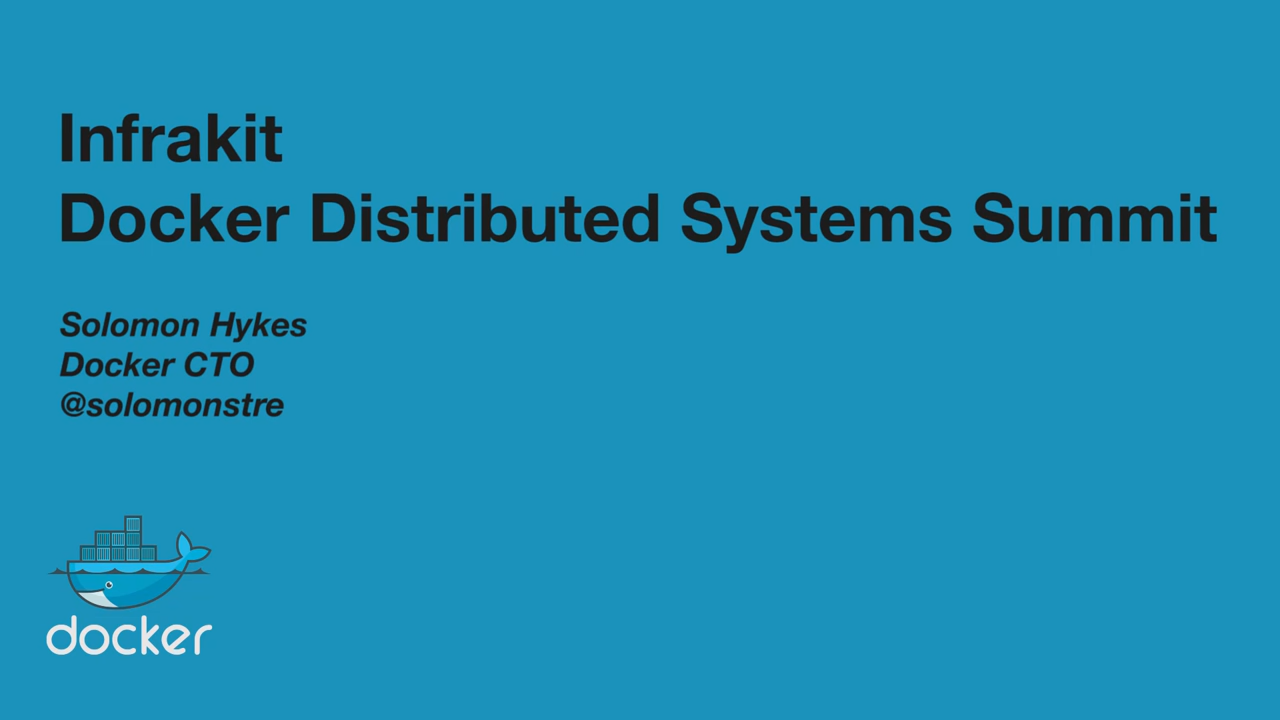 Infrakit
Docker Distributed Systems Summit
Solomon Hykes
Docker CTO
@solomonstre
docker